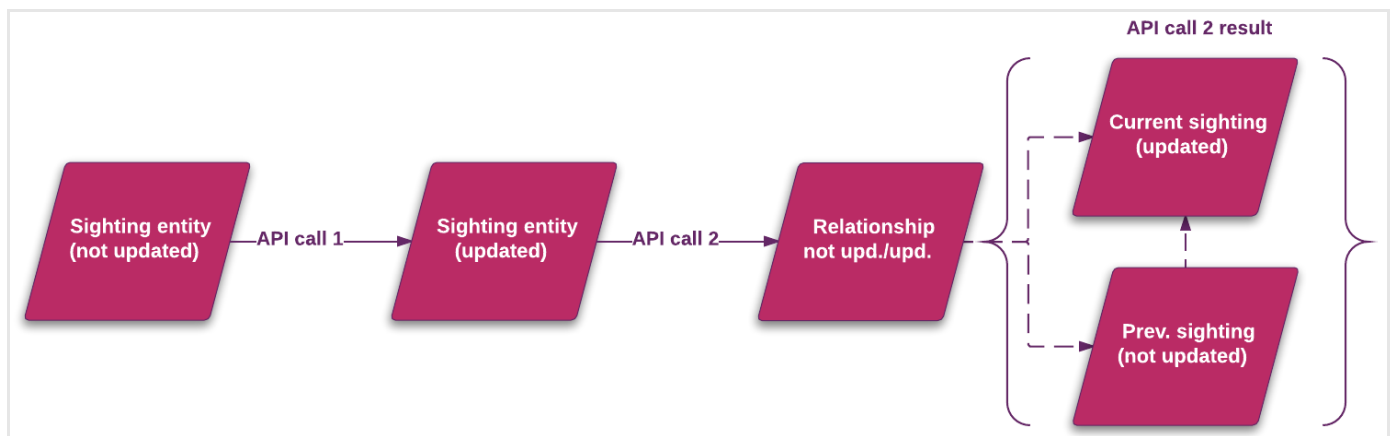 API call 2 result
Sighting entity
(not updated)
API call 1
Sighting entity
(updated)
API call 2
Relationship
not upd./upd.
Current sighting
(updated)
Prev. sighting
(not updated)